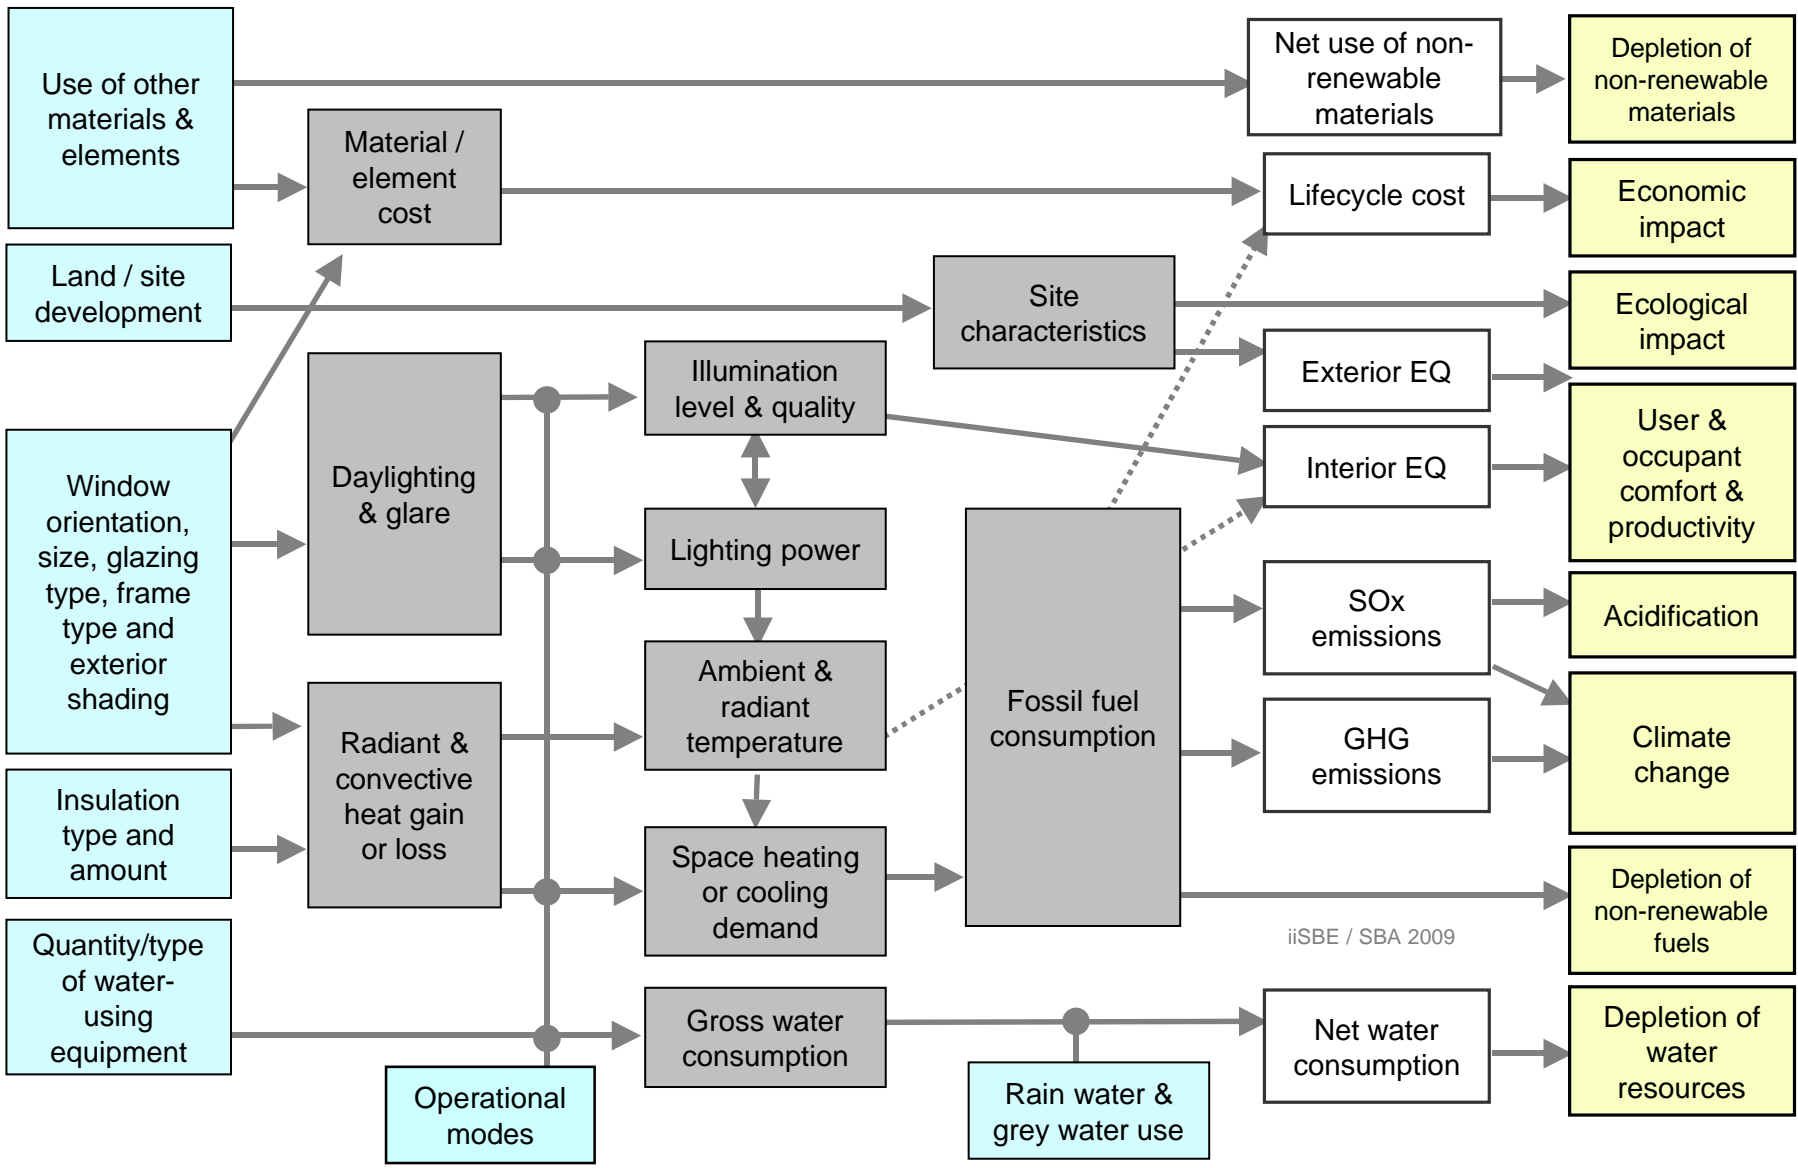 Use of other
materials &
elements
Land / site
development
Window
orientation,
size, glazing
type, frame
type and
exterior
shading
Insulation
type and
amount
Quantity/type
of water-
using
equipment
Material /
element
cost
Daylighting
& glare
Radiant &
convective
heat gain
or loss
Operational
modes
Illumination
level & quality
Lighting power
Ambient &
radiant
temperature
Space heating
or cooling
demand
Gross water
consumption
Site
characteristics
Fossil fuel
consumption
Rain water &
grey water use
Net use of non-
renewable
materials
Lifecycle cost
Exterior EQ
Interior EQ
SOx
emissions
GHG
emissions
iiSBE / SBA 2009
Net water
consumption
Depletion of
non-renewable
materials
Economic
impact
Ecological
impact
User &
occupant
comfort &
productivity
Acidification
Climate
change
Depletion of
non-renewable
fuels
Depletion of
water
resources